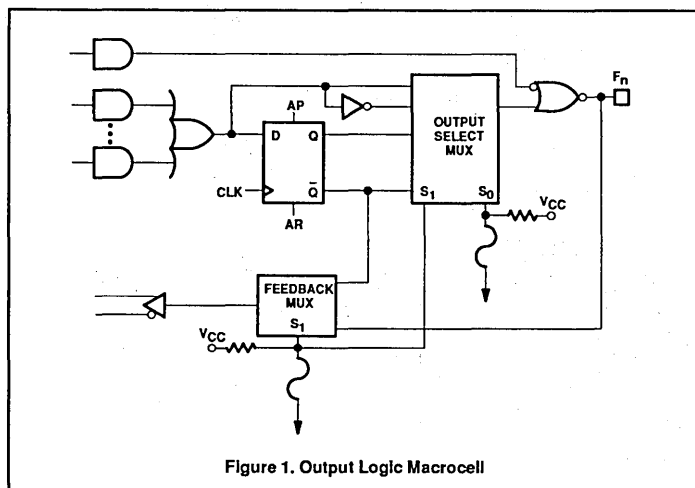 Fn
AP
D Q
OUTPUT
SELECT
MUX
CLK
Q̅
S1 S0
AR
VCC
FEEDBACK
MUX
S1
VCC
Figure 1. Output Logic Macrocell